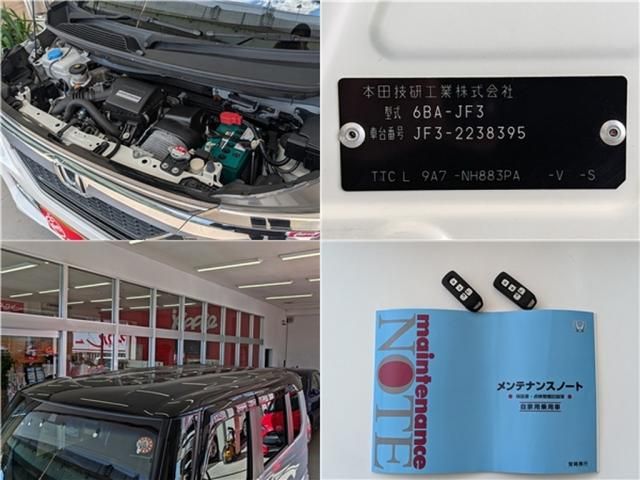 本田技研工業株式会社
型式 6BA-JF3
車台番号 JF3-2238395
TTC L 9A7 -NH883PA -V -S
maintenance
NOTE
メンテナンスノート
自家用乗用車